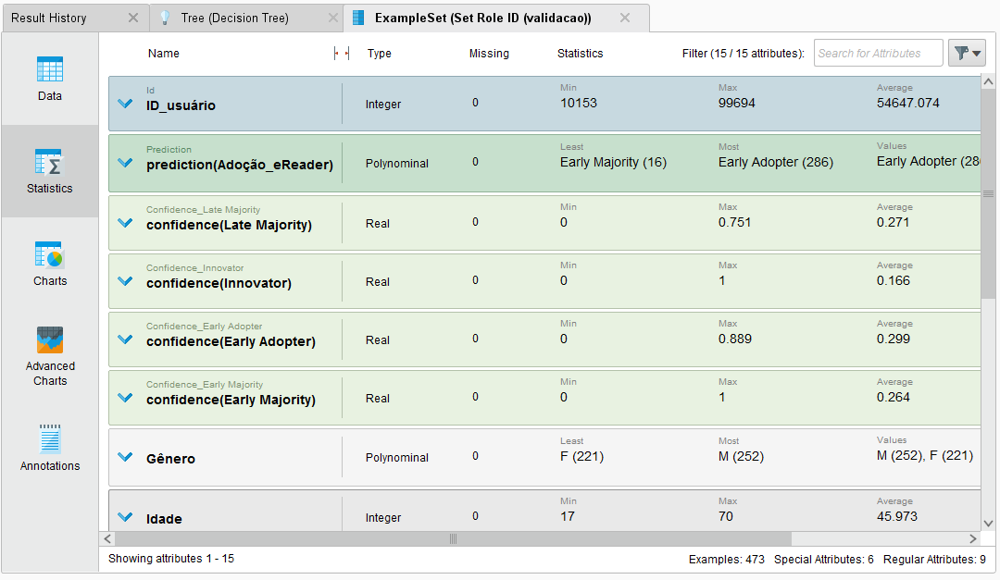 Result History
Tree (Decision Tree)
ExampleSet (Set Role ID (validacao))
Data
Statistics
Charts
Advanced
Charts
Annotations
Name Type Missing Statistics Filter (15 / 15 attributes): Search for Attributes
Id
ID_usuário Integer 0 Min 10153 Max 99694 Average 54647.074
Prediction
prediction(Adoção_eReader) Polynominal 0 Least Early Majority (16) Most Early Adopter (286) Values Early Adopter (28
Confidence_Late Majority
confidence(Late Majority) Real 0 Min 0 Max 0.751 Average 0.271
Confidence_Innovator
confidence(Innovator) Real 0 Min 0 Max 1 Average 0.166
Confidence_Early Adopter
confidence(Early Adopter) Real 0 Min 0 Max 0.889 Average 0.299
Confidence_Early Majority
confidence(Early Majority) Real 0 Min 0 Max 1 Average 0.264
Gênero Polynominal 0 Least F (221) Most M (252) Values M (252), F (221)
Idade Integer 0 Min 17 Max 70 Average 45.973
Showing attributes 1 - 15
Examples: 473 Special Attributes: 6 Regular Attributes: 9